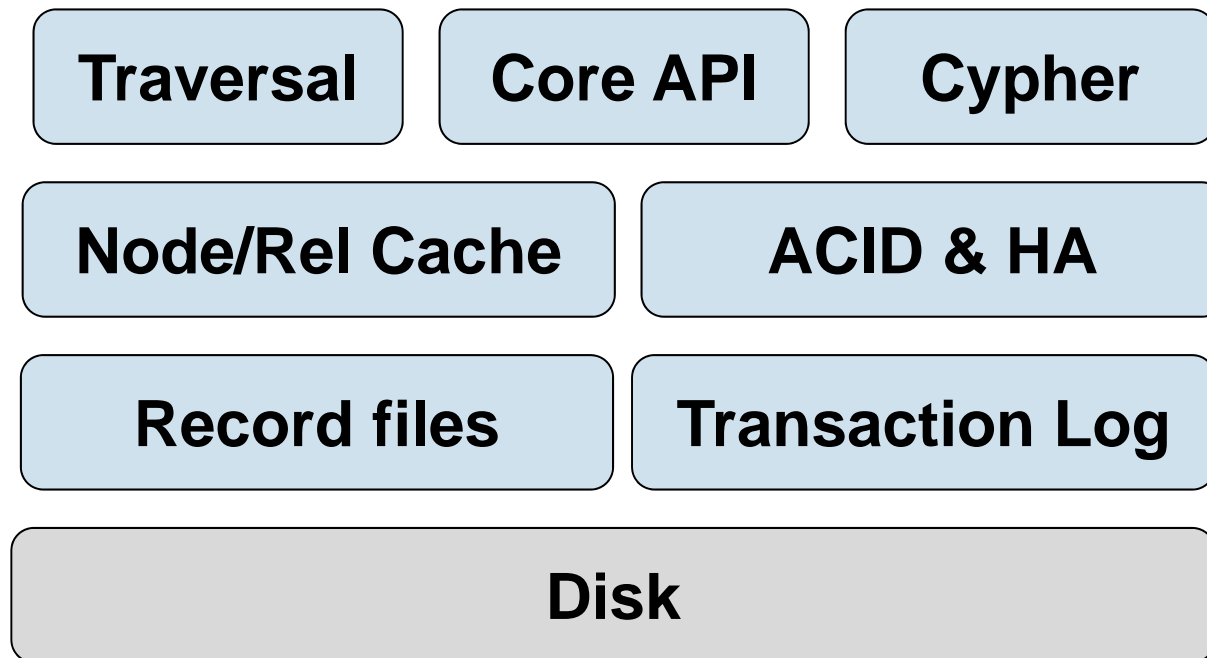 Traversal
Core API
Cypher
Node/Rel Cache
ACID & HA
Record files
Transaction Log
Disk